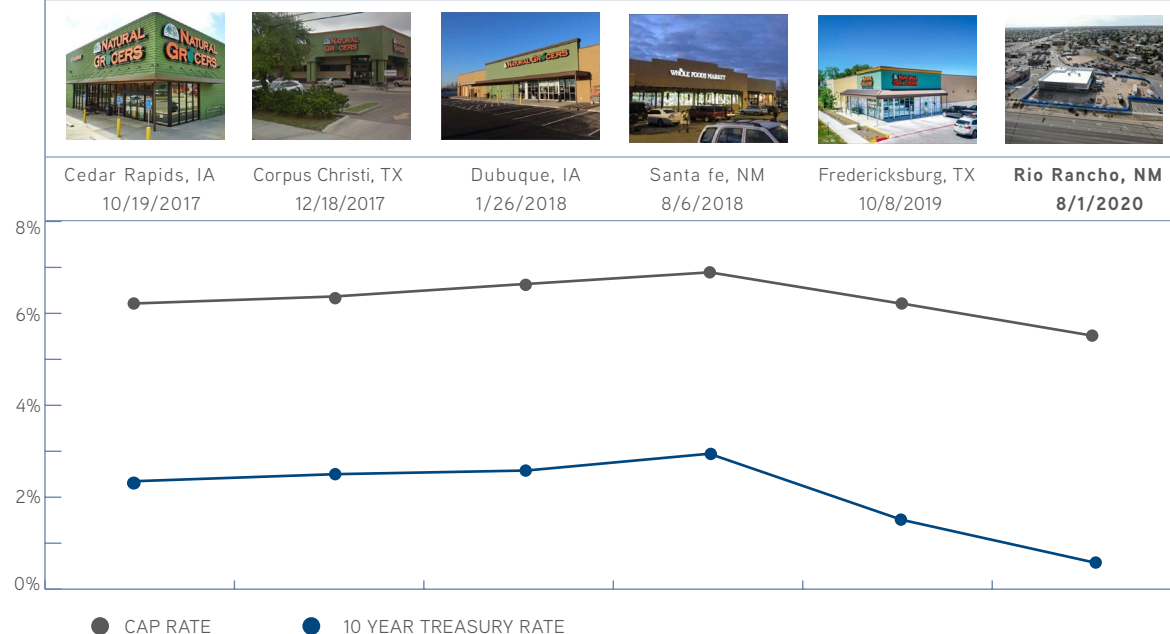 NATURAL
GROCERS
NATURAL
GROCERS
NATURAL
GROCERS
NATURAL GROCERS
WHOLE FOODS MARKET
NATURAL
GROCERS
Cedar Rapids, IA
10/19/2017
Corpus Christi, TX
12/18/2017
Dubuque, IA
1/26/2018
Santa fe, NM
8/6/2018
Fredericksburg, TX
10/8/2019
Rio Rancho, NM
8/1/2020
8%
6%
4%
2%
0%
CAP RATE
10 YEAR TREASURY RATE